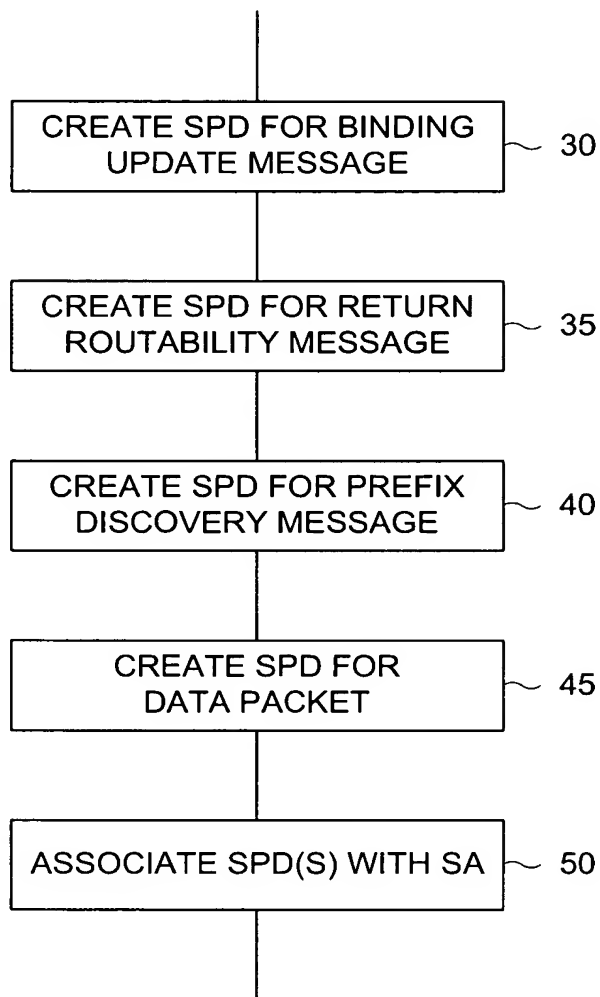 CREATE SPD FOR BINDING
UPDATE MESSAGE
30
CREATE SPD FOR RETURN
ROUTABILITY MESSAGE
35
CREATE SPD FOR PREFIX
DISCOVERY MESSAGE
40
CREATE SPD FOR
DATA PACKET
45
ASSOCIATE SPD(S) WITH SA
50